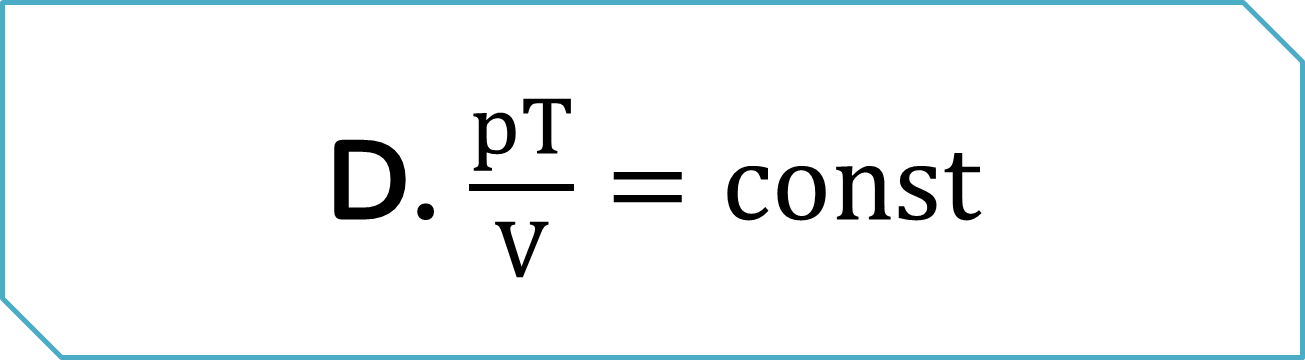 D. pT/V = const